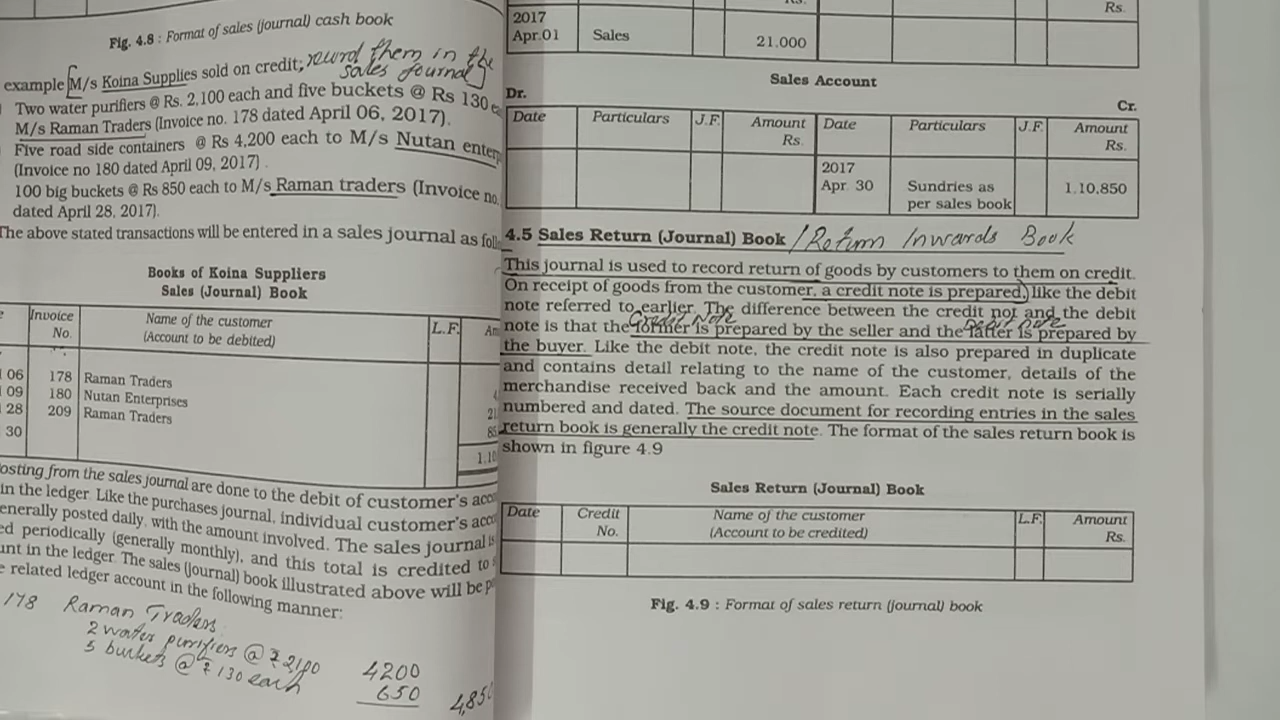 Fig. 4.8 : Format of sales (journal) cash book
record them in the
sales journal
example M/s Koina Supplies sold on credit;
Two water purifiers @ Rs. 2,100 each and five buckets @ Rs 130
M/s Raman Traders (Invoice no. 178 dated April 06, 2017).
Five road side containers @ Rs 4,200 each to M/s Nutan
(Invoice no 180 dated April 09, 2017)
100 big buckets @ Rs 850 each to M/s Raman traders (Invoice no.
dated April 28, 2017).
The above stated transactions will be entered in a sales journal as
Books of Koina Suppliers
Sales (Journal) Book
Invoice No. Name of the customer (Account to be debited) L.F.
06 178 Raman Traders
09 180 Nutan Enterprises
28 209 Raman Traders
30
1,10
osting from the sales journal are done to the debit of customer's
in the ledger. Like the purchases journal, individual customer's
enerally posted daily, with the amount involved. The sales journal
ed periodically (generally monthly), and this total is credited to
unt in the ledger. The sales (journal) book illustrated above will be
related ledger account in the following manner:
178 Raman Traders
2 water purifiers @ ₹ 2,100 4200
5 buckets @ ₹ 130 each 650 4,850
Rs.
2017
Apr.01 Sales 21.000
Sales Account
Dr. Cr.
Date Particulars J.F. Amount Rs. Date Particulars J.F. Amount Rs.
2017
Apr. 30 Sundries as 1,10,850
per sales book
4.5 Sales Return (Journal) Book / Return Inwards Book
This journal is used to record return of goods by customers to them on credit.
On receipt of goods from the customer, a credit note is prepared, like the debit
note referred to earlier. The difference between the credit not and the debit
Credit Note Debit note
note is that the former is prepared by the seller and the latter is prepared by
the buyer. Like the debit note, the credit note is also prepared in duplicate
and contains detail relating to the name of the customer, details of the
merchandise received back and the amount. Each credit note is serially
numbered and dated. The source document for recording entries in the sales
return book is generally the credit note. The format of the sales return book is
shown in figure 4.9
Sales Return (Journal) Book
Date Credit No. Name of the customer (Account to be credited) L.F. Amount Rs.
Fig. 4.9 : Format of sales return (journal) book